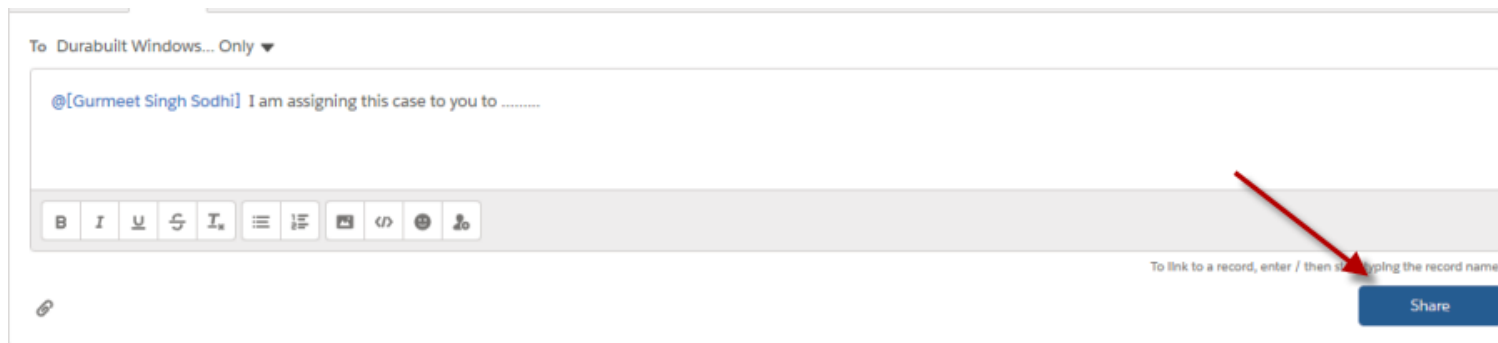 To Durabuilt Windows... Only
@[Gurmeet Singh Sodhi] I am assigning this case to you to .........
B I U S Tx </>
To link to a record, enter / then typing the record name
Share